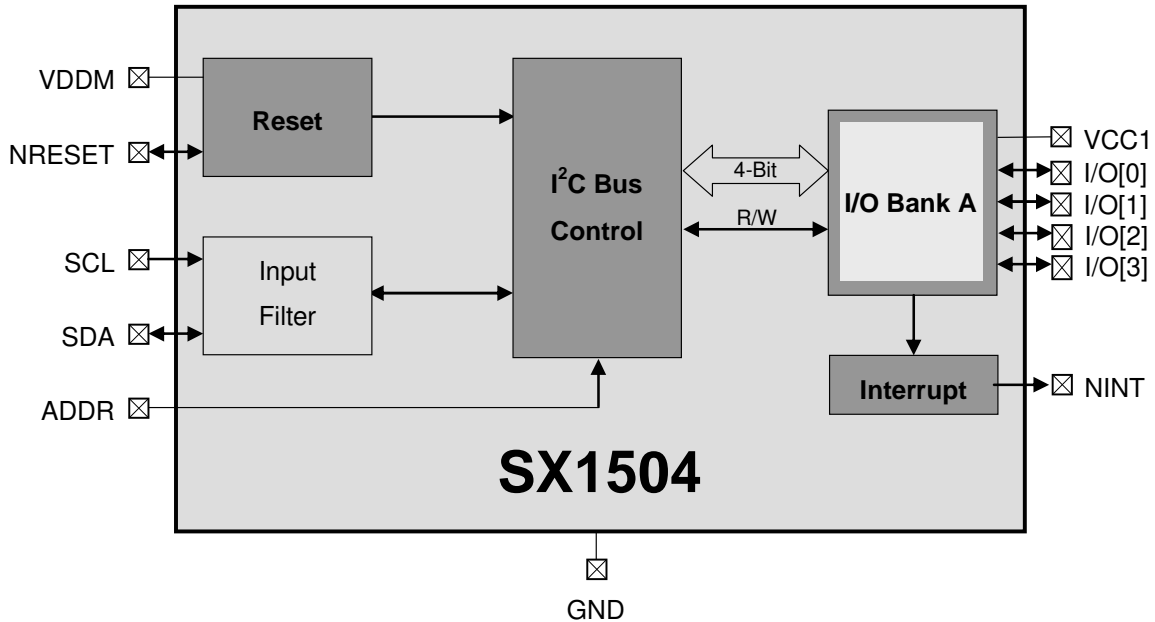 VDDM
NRESET
SCL
SDA
ADDR
Reset
Input
Filter
I²C Bus
Control
4-Bit
R/W
I/O Bank A
Interrupt
VCC1
I/O[0]
I/O[1]
I/O[2]
I/O[3]
NINT
SX1504
GND